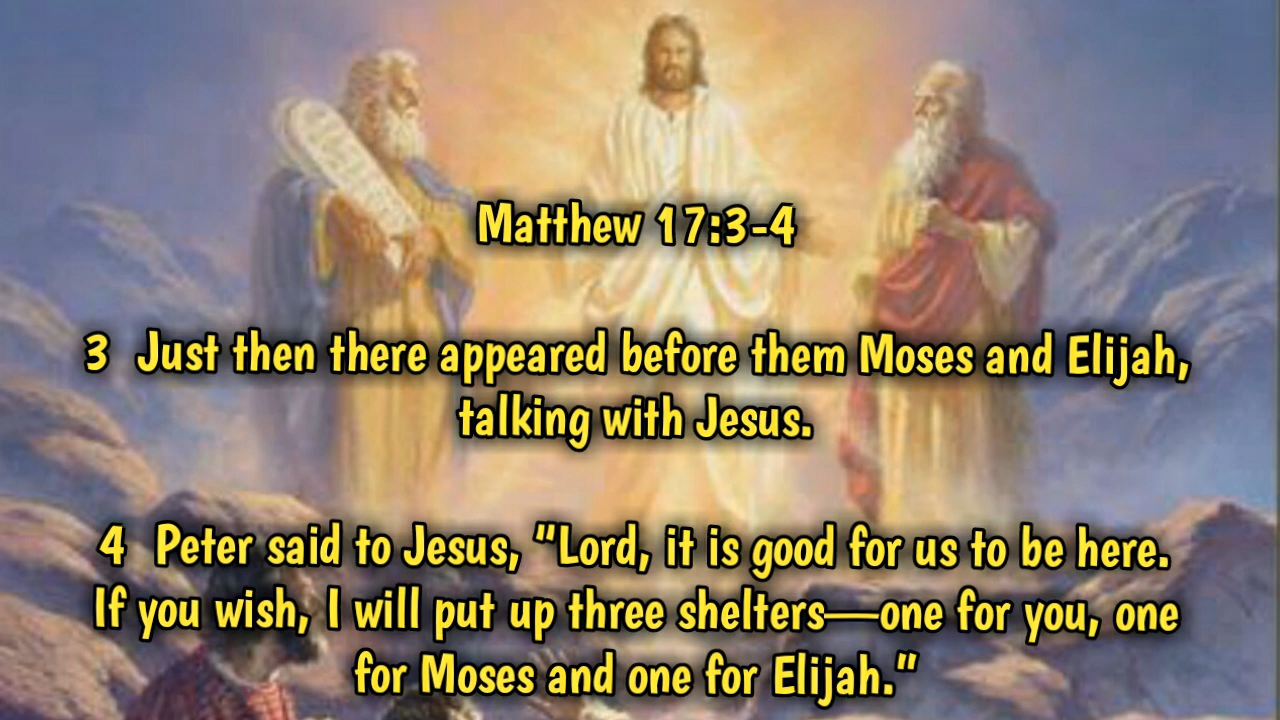 Matthew 17:3-4
3 Just then there appeared before them Moses and Elijah,
talking with Jesus.
4 Peter said to Jesus, “Lord, it is good for us to be here.
If you wish, I will put up three shelters—one for you, one
for Moses and one for Elijah.”